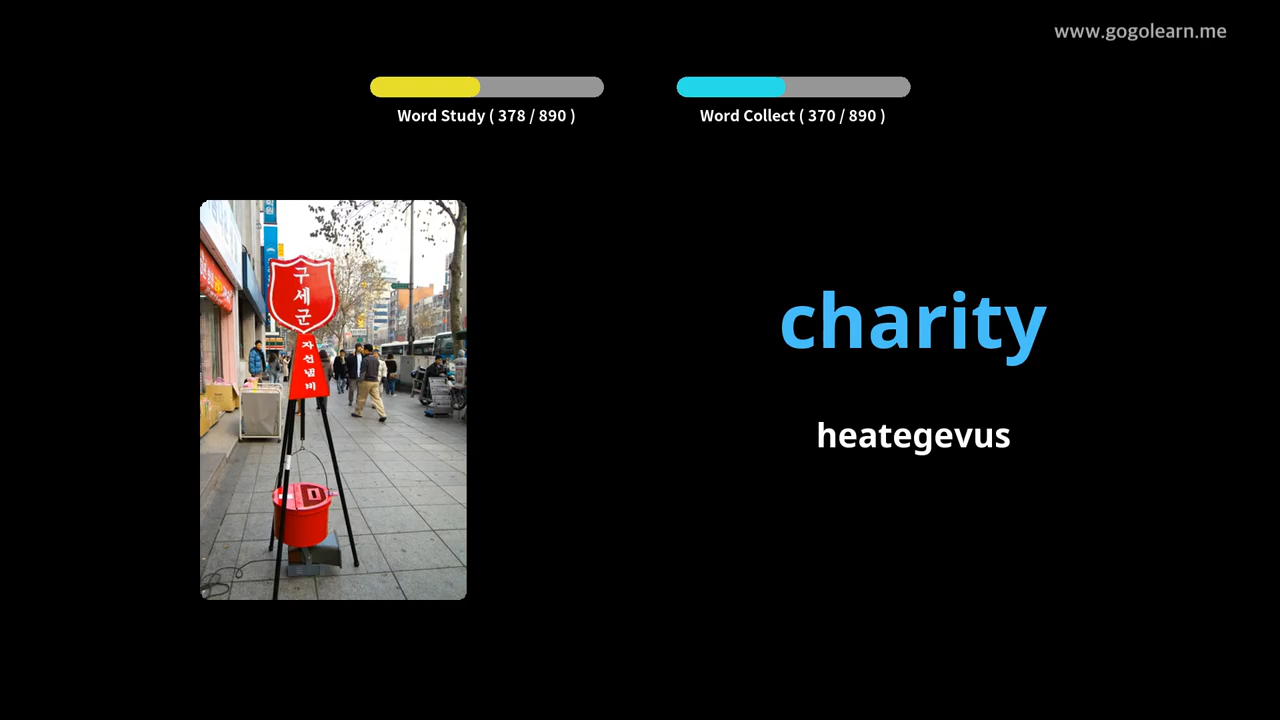 www.gogolearn.me
Word Study ( 378 / 890 )
Word Collect ( 370 / 890 )
구
세
군
자
선
냄
비
charity
heategevus